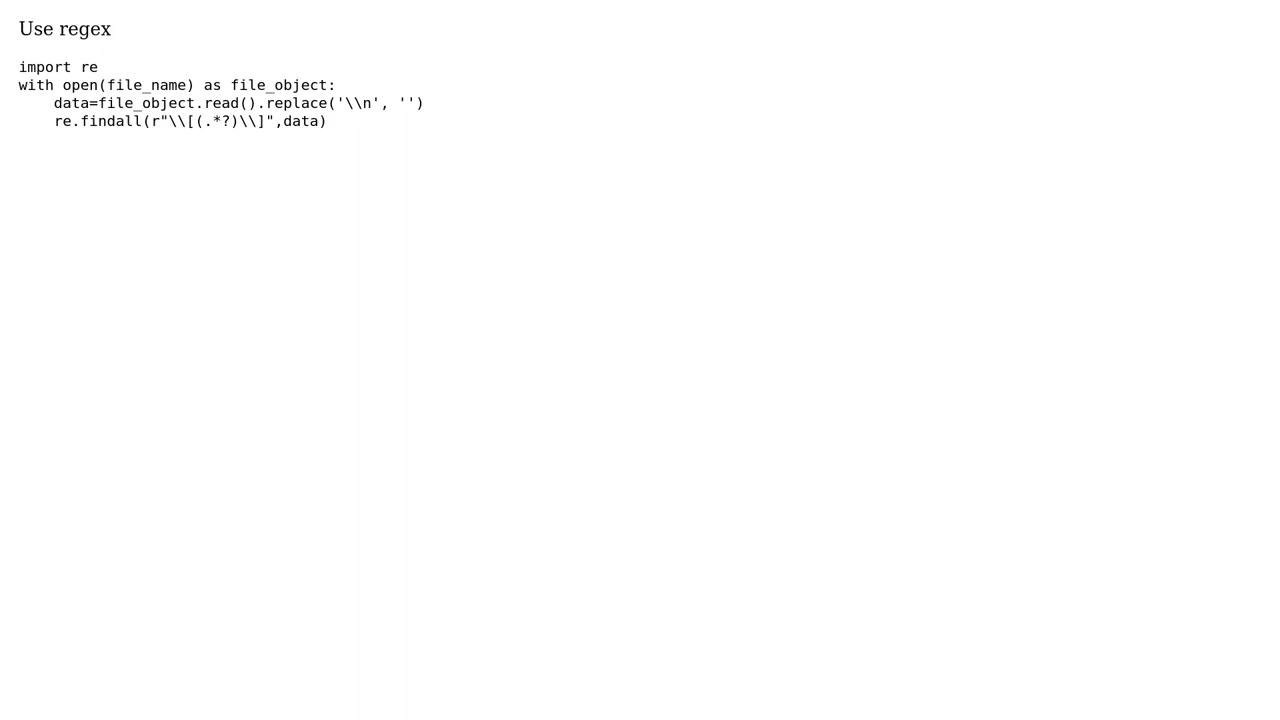 Use regex
import re
with open(file_name) as file_object:
    data=file_object.read().replace('\\n', '')
    re.findall(r"\\[(.*?)\\]",data)